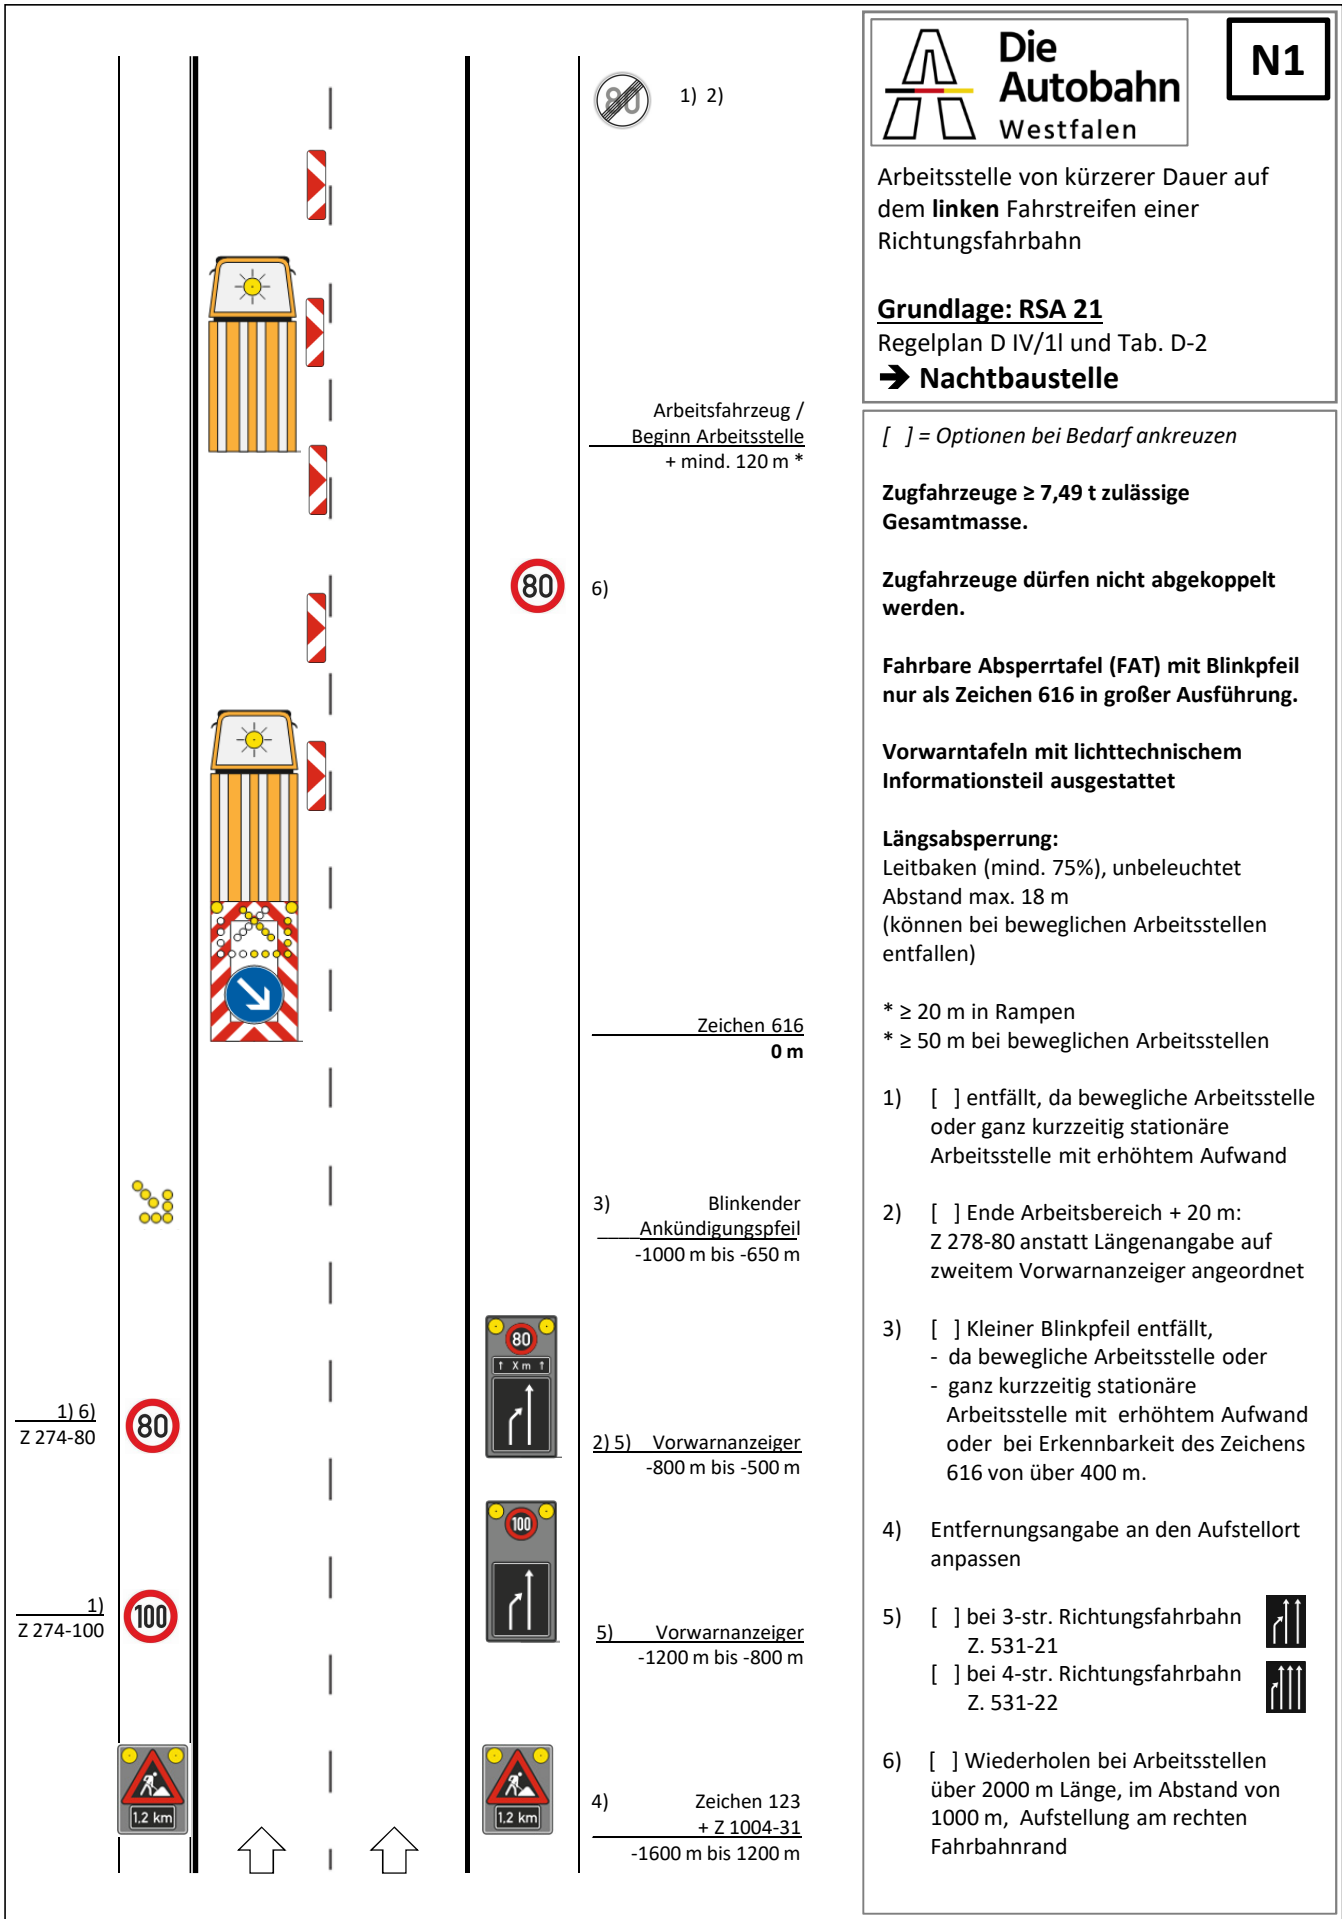 Die
Autobahn
Westfalen
N1
Arbeitsstelle von kürzerer Dauer auf
dem linken Fahrstreifen einer
Richtungsfahrbahn
Grundlage: RSA 21
Regelplan D IV/1l und Tab. D-2
➔ Nachtbaustelle
[ ] = Optionen bei Bedarf ankreuzen
Zugfahrzeuge ≥ 7,49 t zulässige
Gesamtmasse.
Zugfahrzeuge dürfen nicht abgekoppelt
werden.
Fahrbare Absperrtafel (FAT) mit Blinkpfeil
nur als Zeichen 616 in großer Ausführung.
Vorwarntafeln mit lichttechnischem
Informationsteil ausgestattet
Längsabsperrung:
Leitbaken (mind. 75%), unbeleuchtet
Abstand max. 18 m
(können bei beweglichen Arbeitsstellen
entfallen)
* ≥ 20 m in Rampen
* ≥ 50 m bei beweglichen Arbeitsstellen
1) [ ] entfällt, da bewegliche Arbeitsstelle
oder ganz kurzzeitig stationäre
Arbeitsstelle mit erhöhtem Aufwand
2) [ ] Ende Arbeitsbereich + 20 m:
Z 278-80 anstatt Längenangabe auf
zweitem Vorwarnanzeiger angeordnet
3) [ ] Kleiner Blinkpfeil entfällt,
- da bewegliche Arbeitsstelle oder
- ganz kurzzeitig stationäre
Arbeitsstelle mit erhöhtem Aufwand
oder bei Erkennbarkeit des Zeichens
616 von über 400 m.
4) Entfernungsangabe an den Aufstellort
anpassen
5) [ ] bei 3-str. Richtungsfahrbahn
Z. 531-21
[ ] bei 4-str. Richtungsfahrbahn
Z. 531-22
6) [ ] Wiederholen bei Arbeitsstellen
über 2000 m Länge, im Abstand von
1000 m, Aufstellung am rechten
Fahrbahnrand
80
1) 2)
Arbeitsfahrzeug /
Beginn Arbeitsstelle
+ mind. 120 m *
80
6)
Zeichen 616
0 m
3) Blinkender
Ankündigungspfeil
-1000 m bis -650 m
80
↑ X m ↑
2) 5) Vorwarnanzeiger
-800 m bis -500 m
1) 6)
Z 274-80
80
100
5) Vorwarnanzeiger
-1200 m bis -800 m
1)
Z 274-100
100
1.2 km
1.2 km
4) Zeichen 123
+ Z 1004-31
-1600 m bis 1200 m